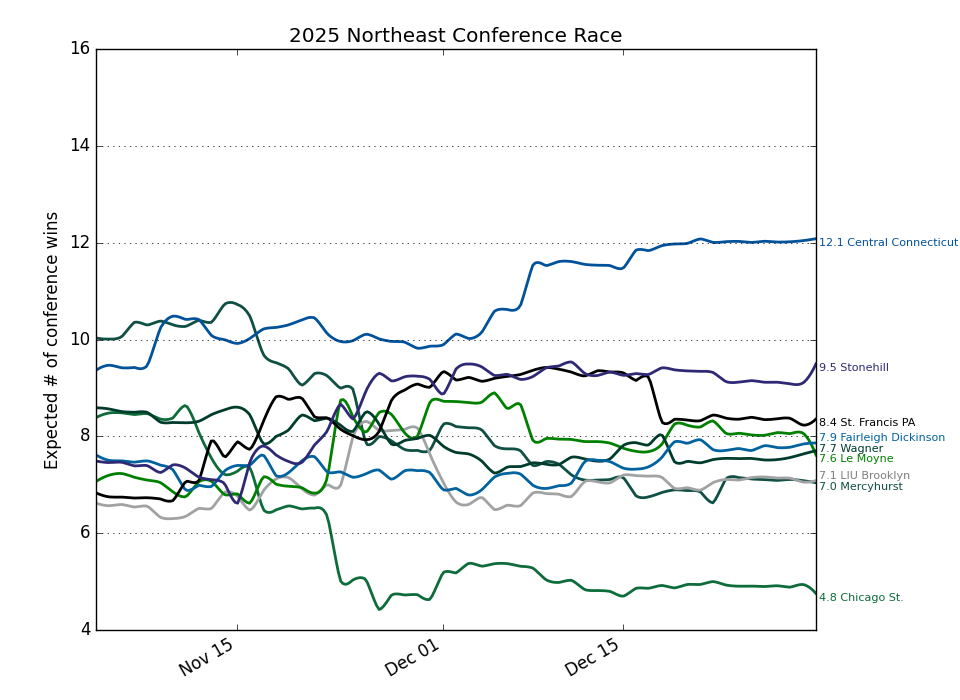 2025 Northeast Conference Race
Expected # of conference wins
16
14
12
10
8
6
4
Nov 15
Dec 01
Dec 15
12.1 Central Connecticut
9.5 Stonehill
8.4 St. Francis PA
7.9 Fairleigh Dickinson
7.7 Wagner
7.6 Le Moyne
7.1 LIU Brooklyn
7.0 Mercyhurst
4.8 Chicago St.